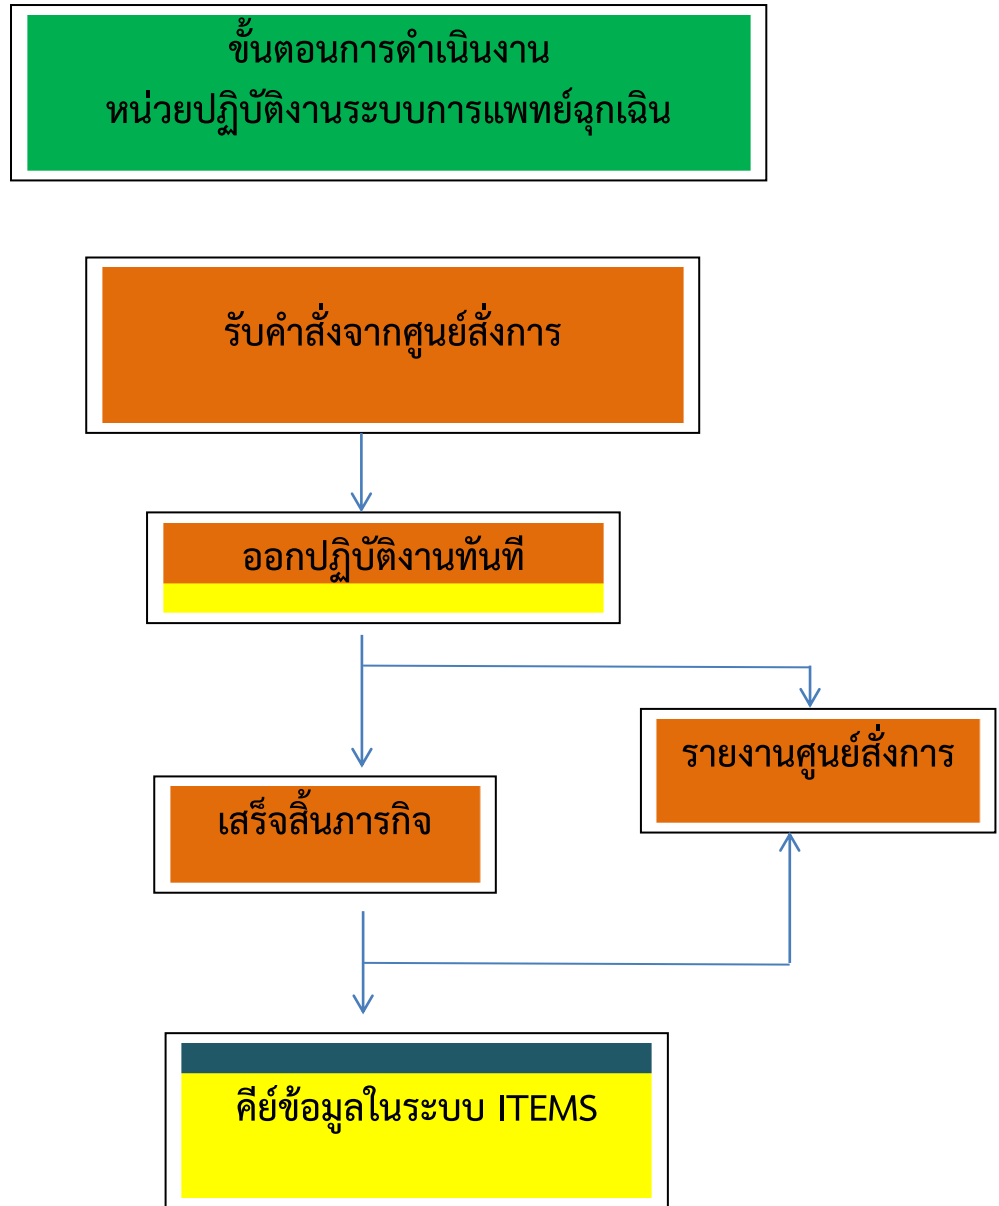 ขั้นตอนการดำเนินงาน
หน่วยปฏิบัติงานระบบการแพทย์ฉุกเฉิน
รับคำสั่งจากศูนย์สั่งการ
ออกปฏิบัติงานทันที
รายงานศูนย์สั่งการ
เสร็จสิ้นภารกิจ
คีย์ข้อมูลในระบบ ITEMS